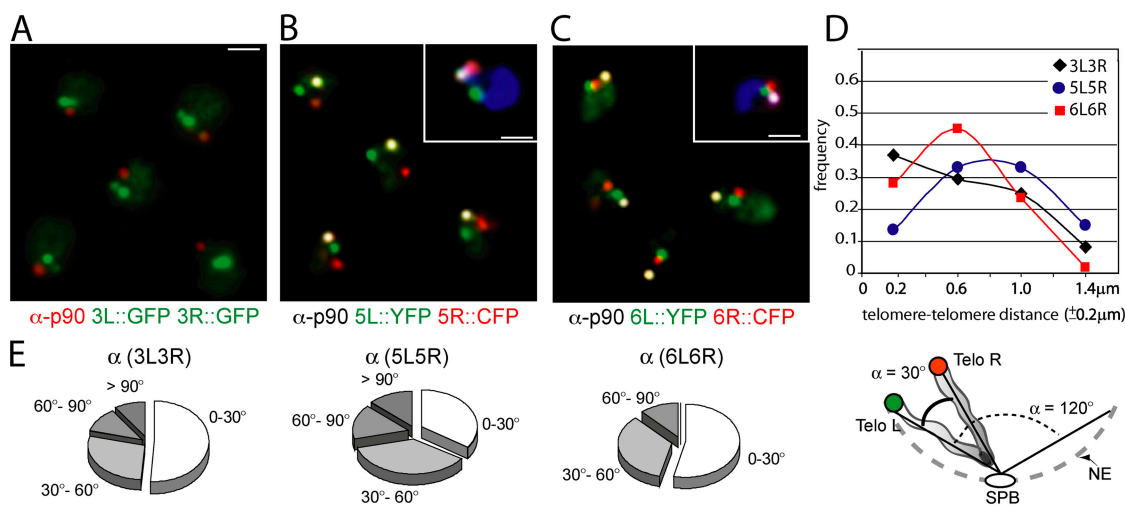 A
B
C
D
α-p90 3L::GFP 3R::GFP
α-p90 5L::YFP 5R::CFP
α-p90 6L::YFP 6R::CFP
3L3R
5L5R
6L6R
frequency
0.6
0.5
0.4
0.3
0.2
0.1
0
0 0.2 0.6 1.0 1.4µm
telomere-telomere distance (±0.2µm)
E
α (3L3R)
> 90°
60°- 90°
0-30°
30°- 60°
α (5L5R)
> 90°
60°- 90°
0-30°
30°- 60°
α (6L6R)
60°- 90°
0-30°
30°- 60°
Telo R
α = 30°
Telo L
α = 120°
NE
SPB